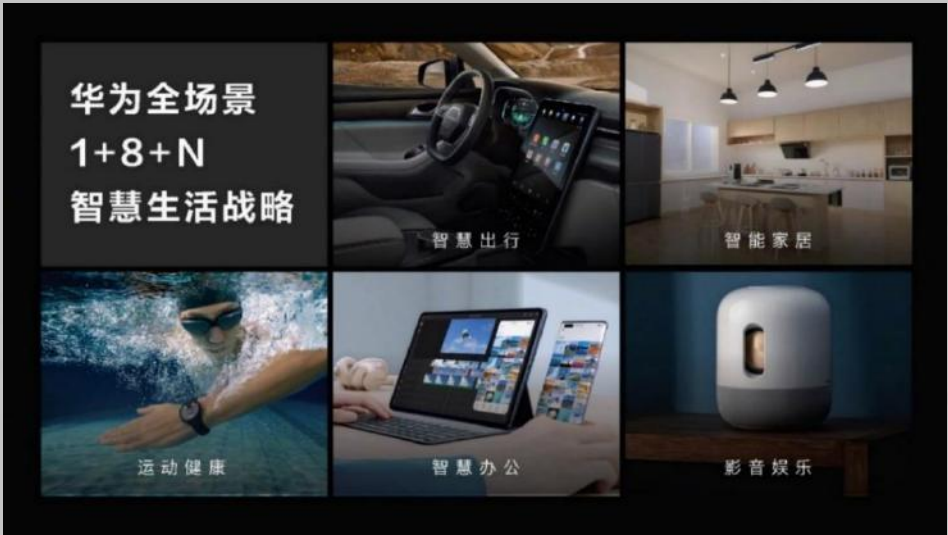 华为全场景
1+8+N
智慧生活战略
智慧出行
智能家居
运动健康
智慧办公
影音娱乐